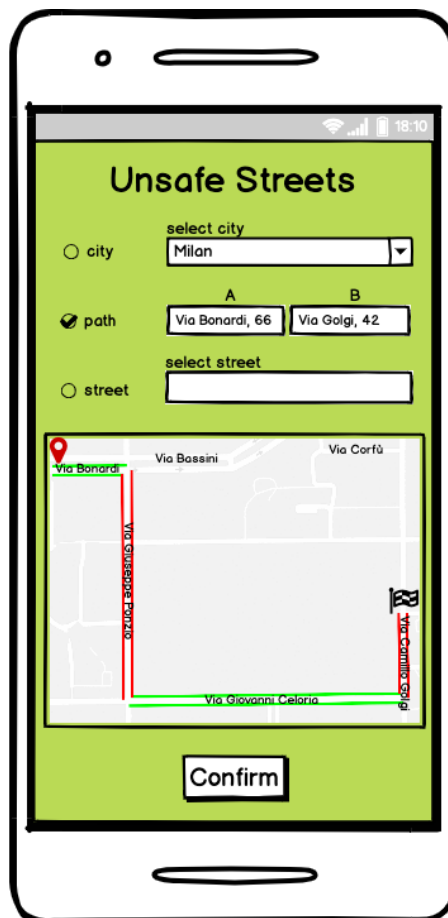 18:10
Unsafe Streets
select city
city
Milan
A B
path
Via Bonardi, 66
Via Golgi, 42
select street
street
Via Bonardi
Via Bassini
Via Corfù
Via Giuseppe Ponzio
Via Camillo Golgi
Via Giovanni Celoria
Confirm